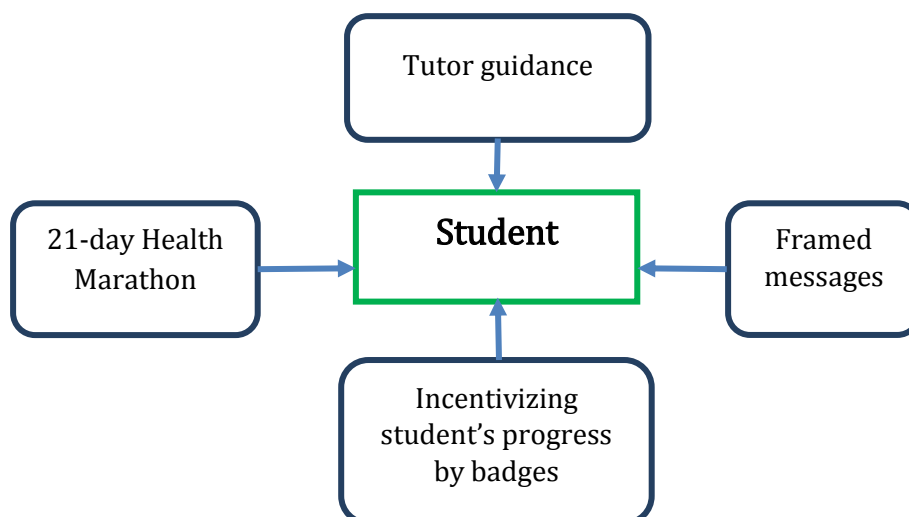 Tutor guidance
21-day Health
Marathon
Student
Framed
messages
Incentivizing
student’s progress
by badges